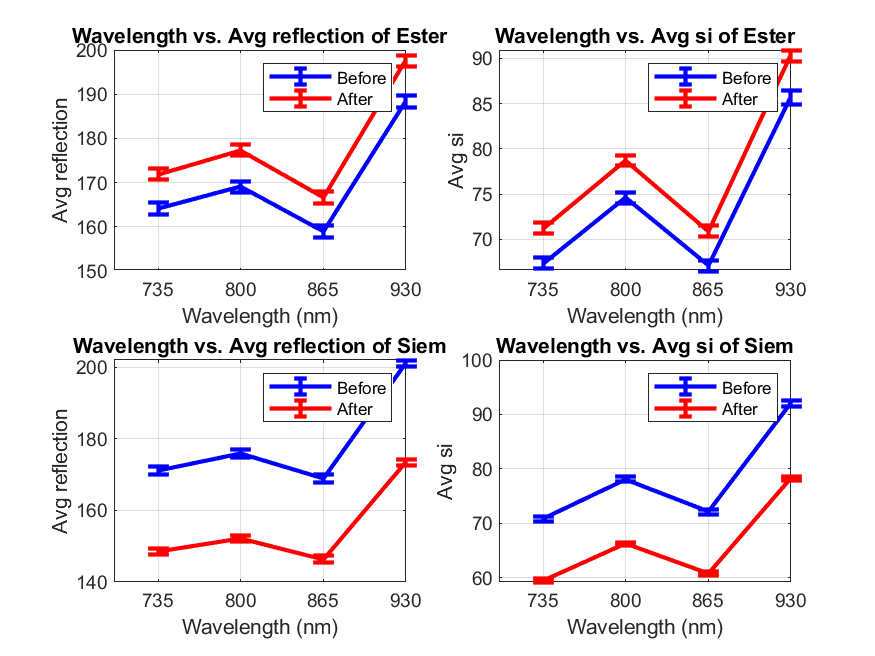 Wavelength vs. Avg reflection of Ester
Avg reflection
200
190
180
170
160
150
735 800 865 930
Wavelength (nm)
Before
After
Wavelength vs. Avg si of Ester
Avg si
90
85
80
75
70
735 800 865 930
Wavelength (nm)
Before
After
Wavelength vs. Avg reflection of Siem
Avg reflection
200
180
160
140
735 800 865 930
Wavelength (nm)
Before
After
Wavelength vs. Avg si of Siem
Avg si
100
90
80
70
60
735 800 865 930
Wavelength (nm)
Before
After